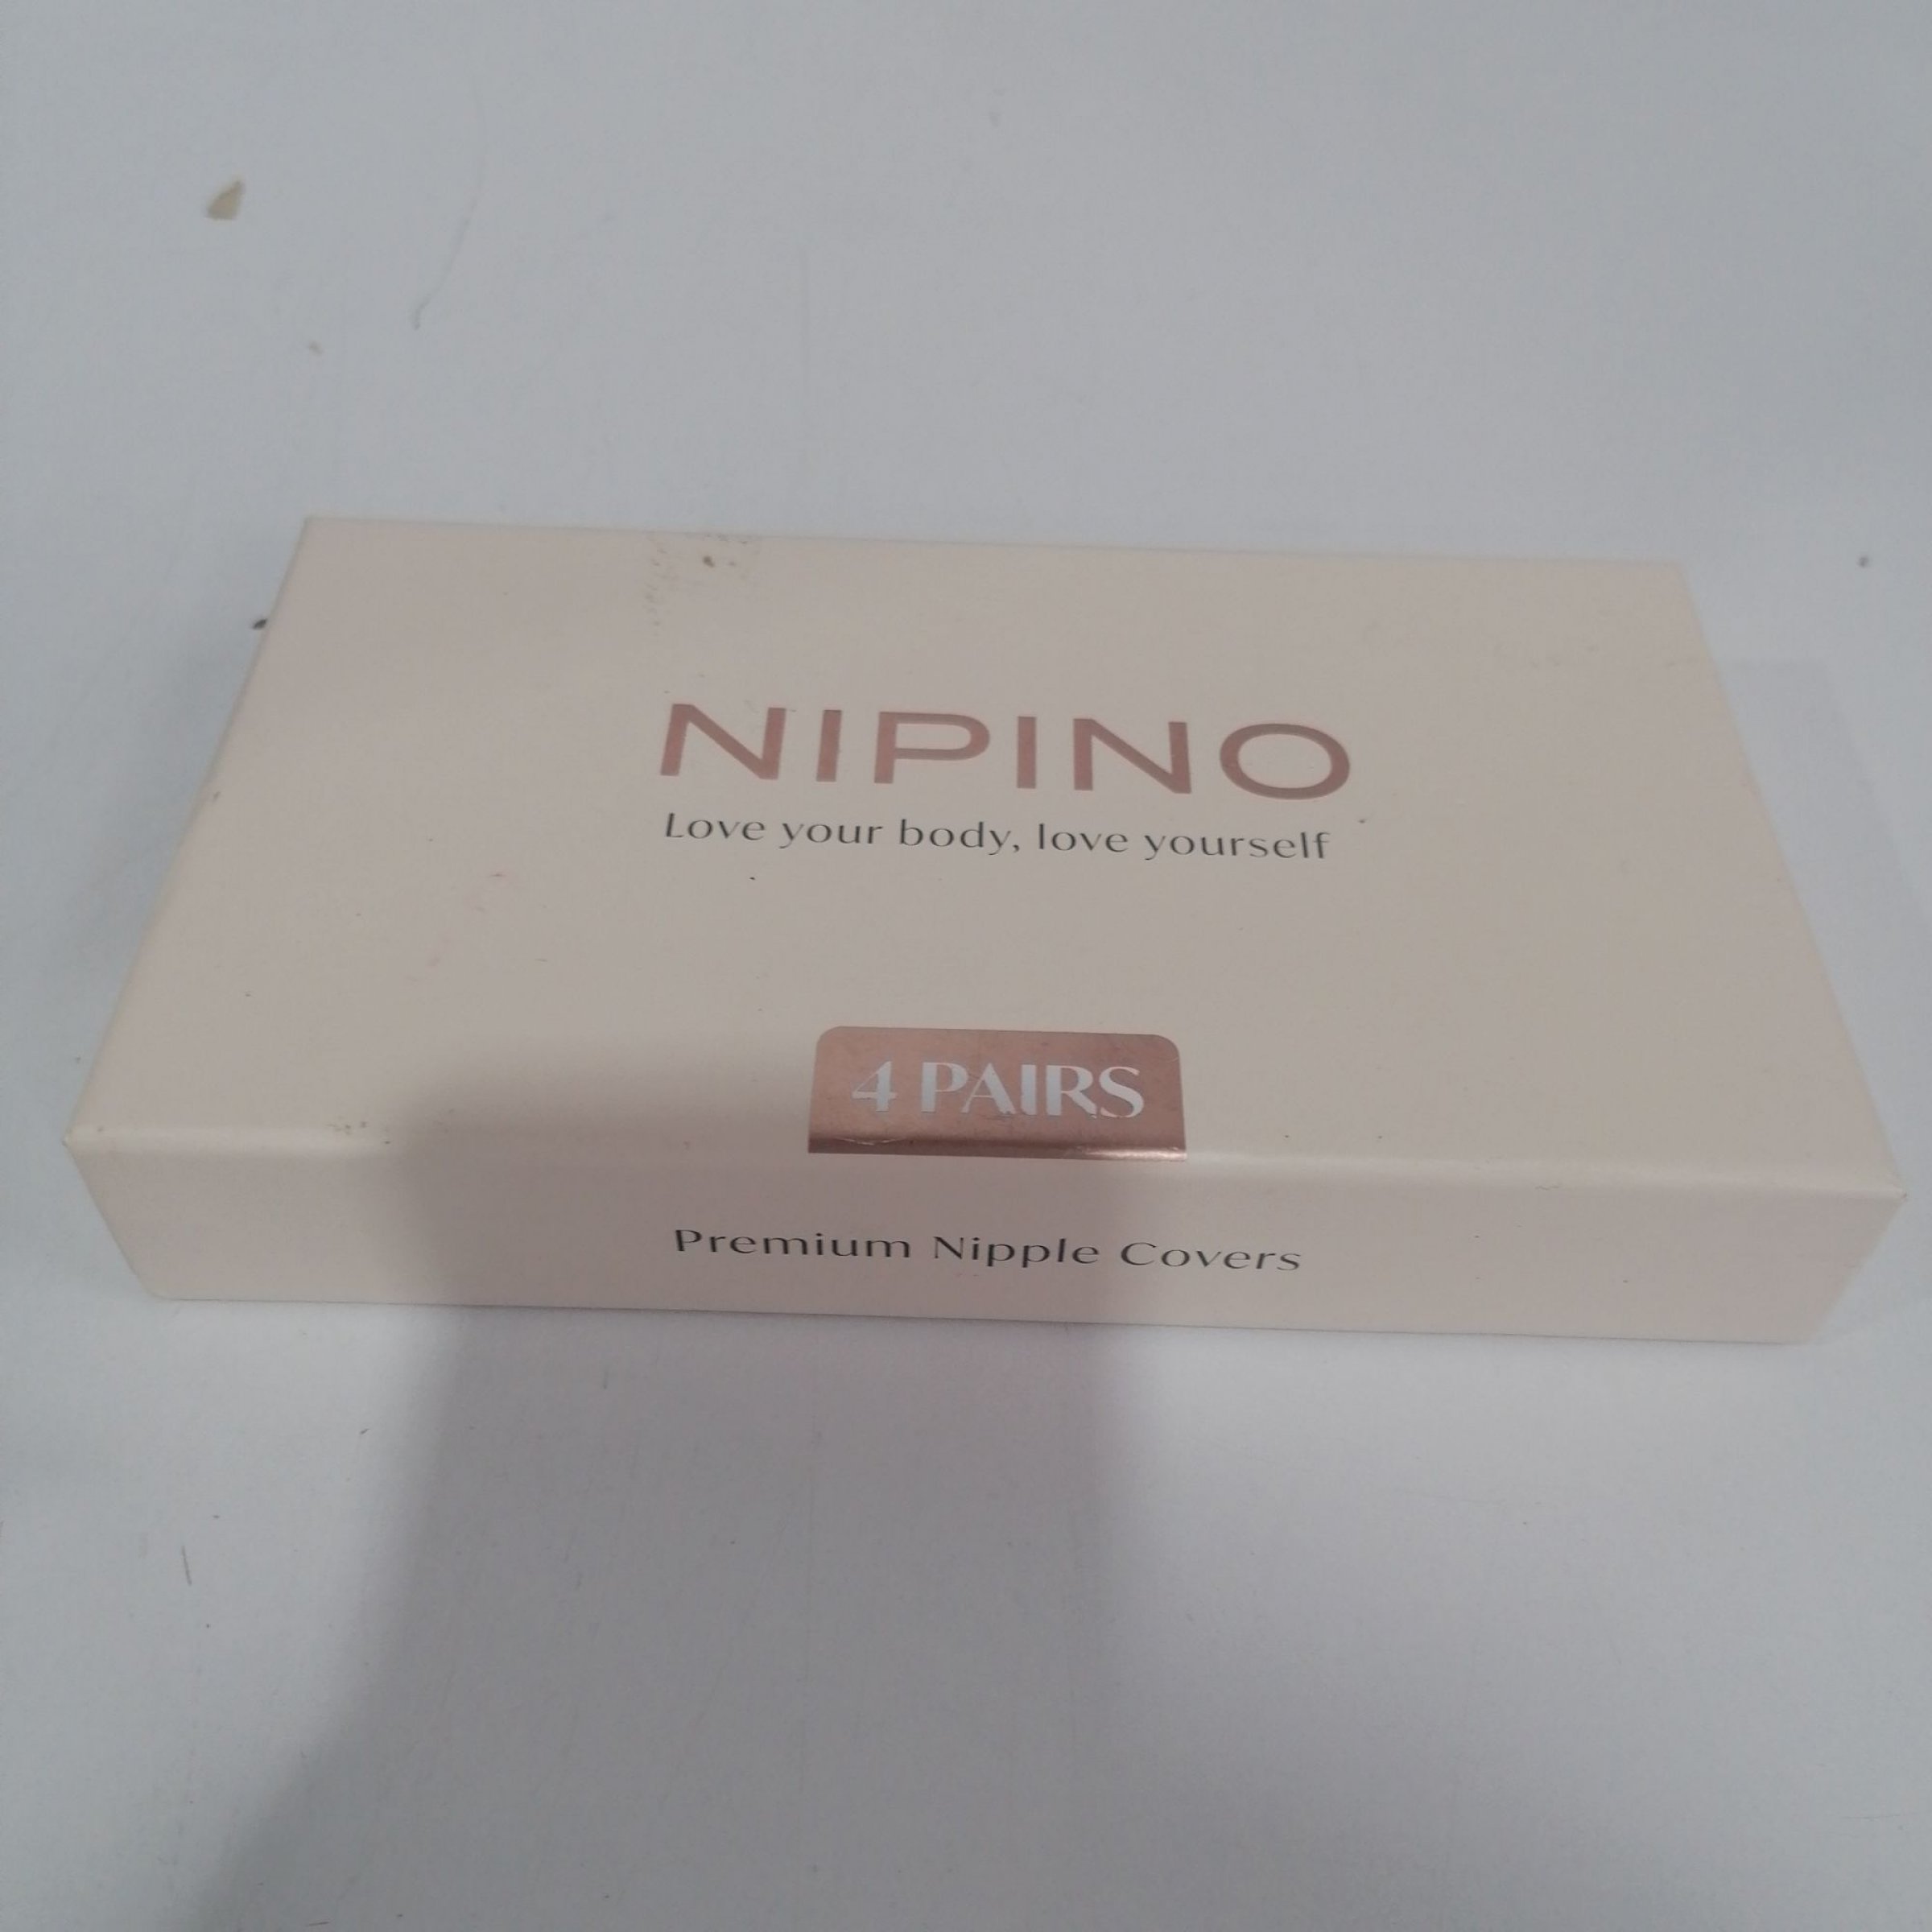 NIPINO
Love your body, love yourself
4 PAIRS
Premium Nipple Covers